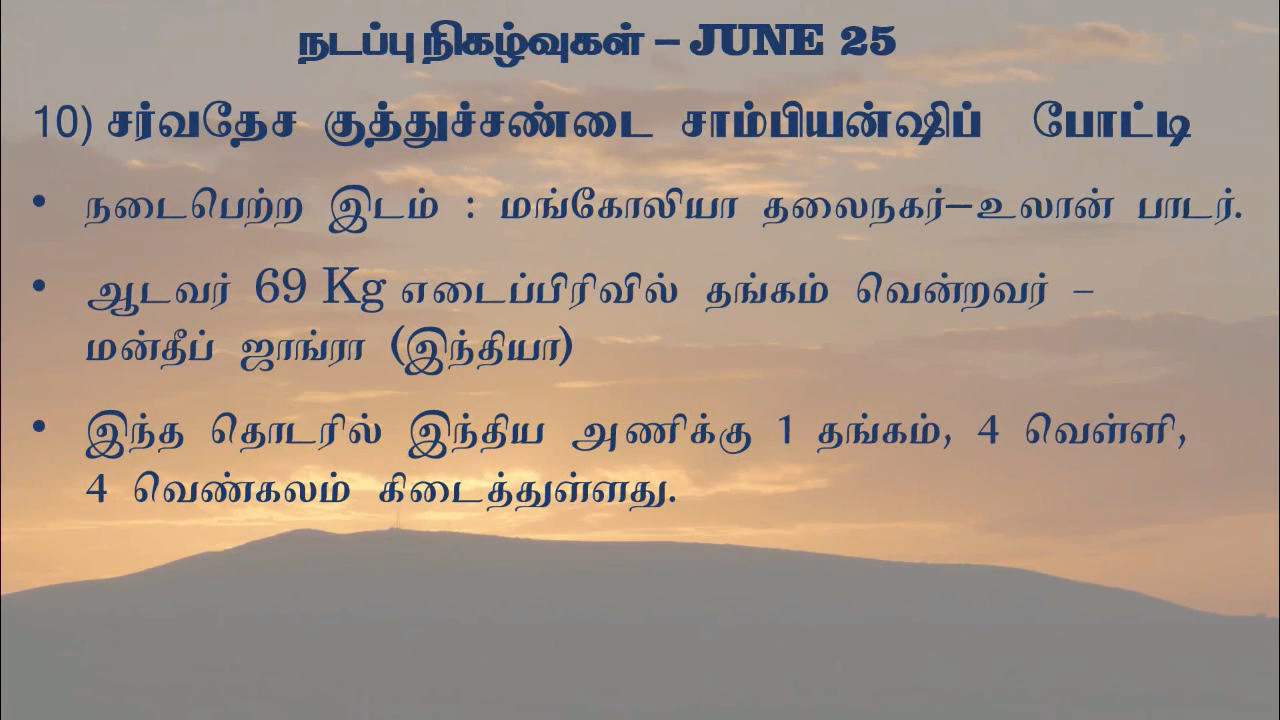 நடப்பு நிகழ்வுகள் – JUNE 25
10) சர்வதேச குத்துச்சண்டை சாம்பியன்ஷிப் போட்டி
• நடைபெற்ற இடம் : மங்கோலியா தலைநகர்–உலான் பாடர்.
• ஆடவர் 69 Kg எடைப்பிரிவில் தங்கம் வென்றவர் –
மன்தீப் ஜாங்ரா (இந்தியா)
• இந்த தொடரில் இந்திய அணிக்கு 1 தங்கம், 4 வெள்ளி,
4 வெண்கலம் கிடைத்துள்ளது.